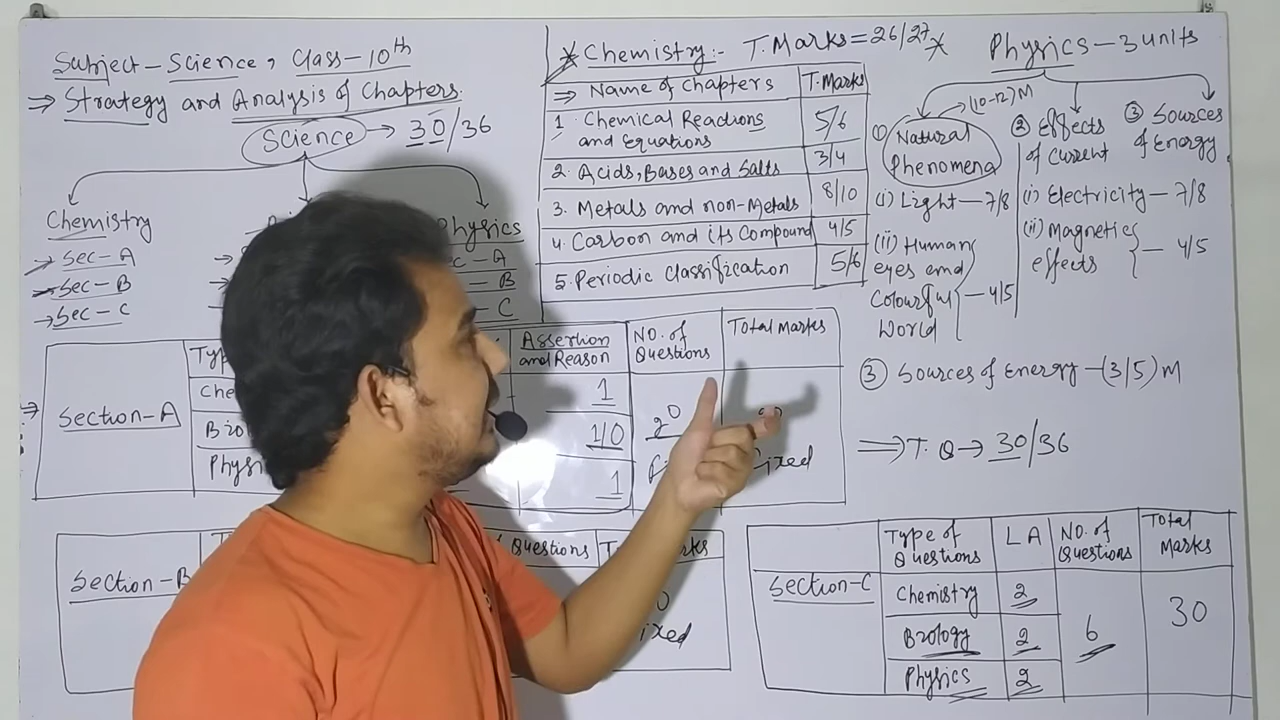 Subject-Science, Class-10th
⇒ Strategy and Analysis of Chapters
Science → 30/36
Chemistry
Physics
→ Sec-A
→ Sec-B
→ Sec-C
- B
- C
* Chemistry:- T.Marks=26/27 *
⇒ Name of Chapters T.Marks
1. Chemical Reactions and Equations 5/6
2. Acids, Bases and Salts 3/4
3. Metals and non-Metals 8/10
4. Carbon and its Compound 4/5
5. Periodic Classification 5/6
Physics-3 units
(1) Natural Phenomena → (10-12)M
(i) Light-7/8
(ii) Human eyes and Colourful World - 4/5
② Effects of Current
(i) Electricity-7/8
(ii) Magnetic effects - 4/5
③ Sources of Energy
③ Sources of Energy-(3/5)M
⇒ T.Q → 30/36
Section-A
Assertion and Reason
NO. of Questions
Total Marks
1
1/0
1
20
fixed
Section-B
Questions
Section-C
Type of Questions
LA
NO. of Questions
Total Marks
Chemistry 2
Biology 2 6 30
Physics 2